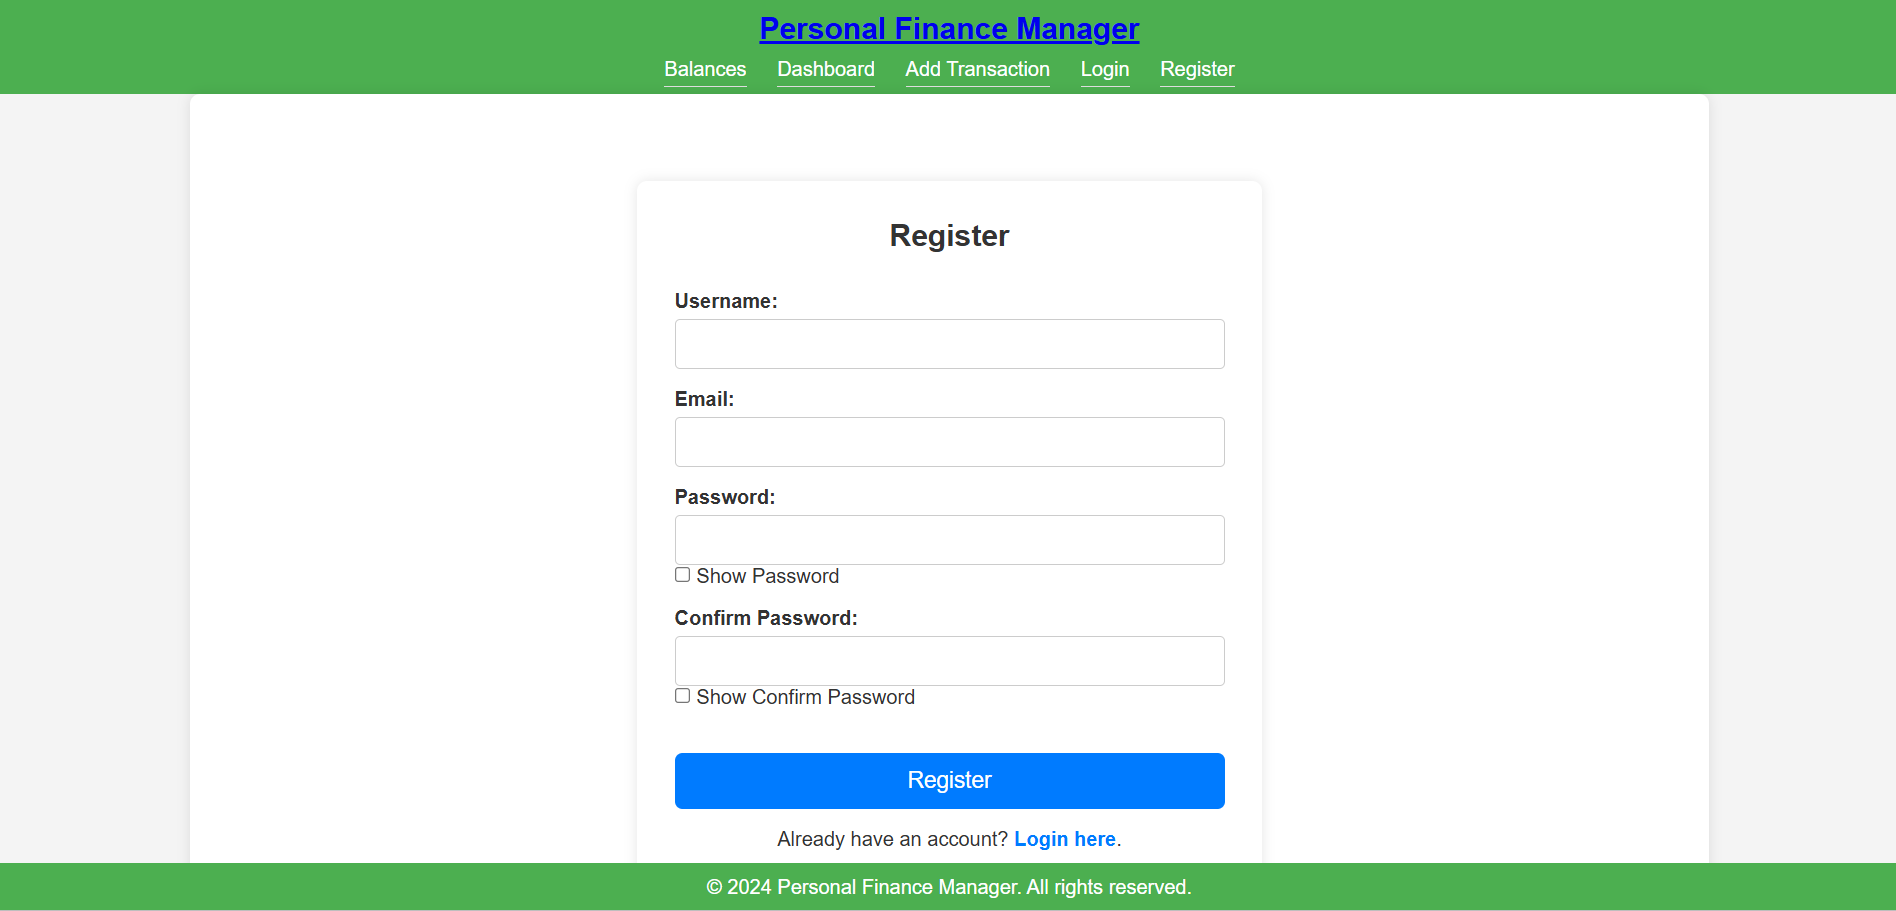 Personal Finance Manager
Balances Dashboard Add Transaction Login Register
Register
Username:
Email:
Password:
Show Password
Confirm Password:
Show Confirm Password
Register
Already have an account? Login here.
© 2024 Personal Finance Manager. All rights reserved.